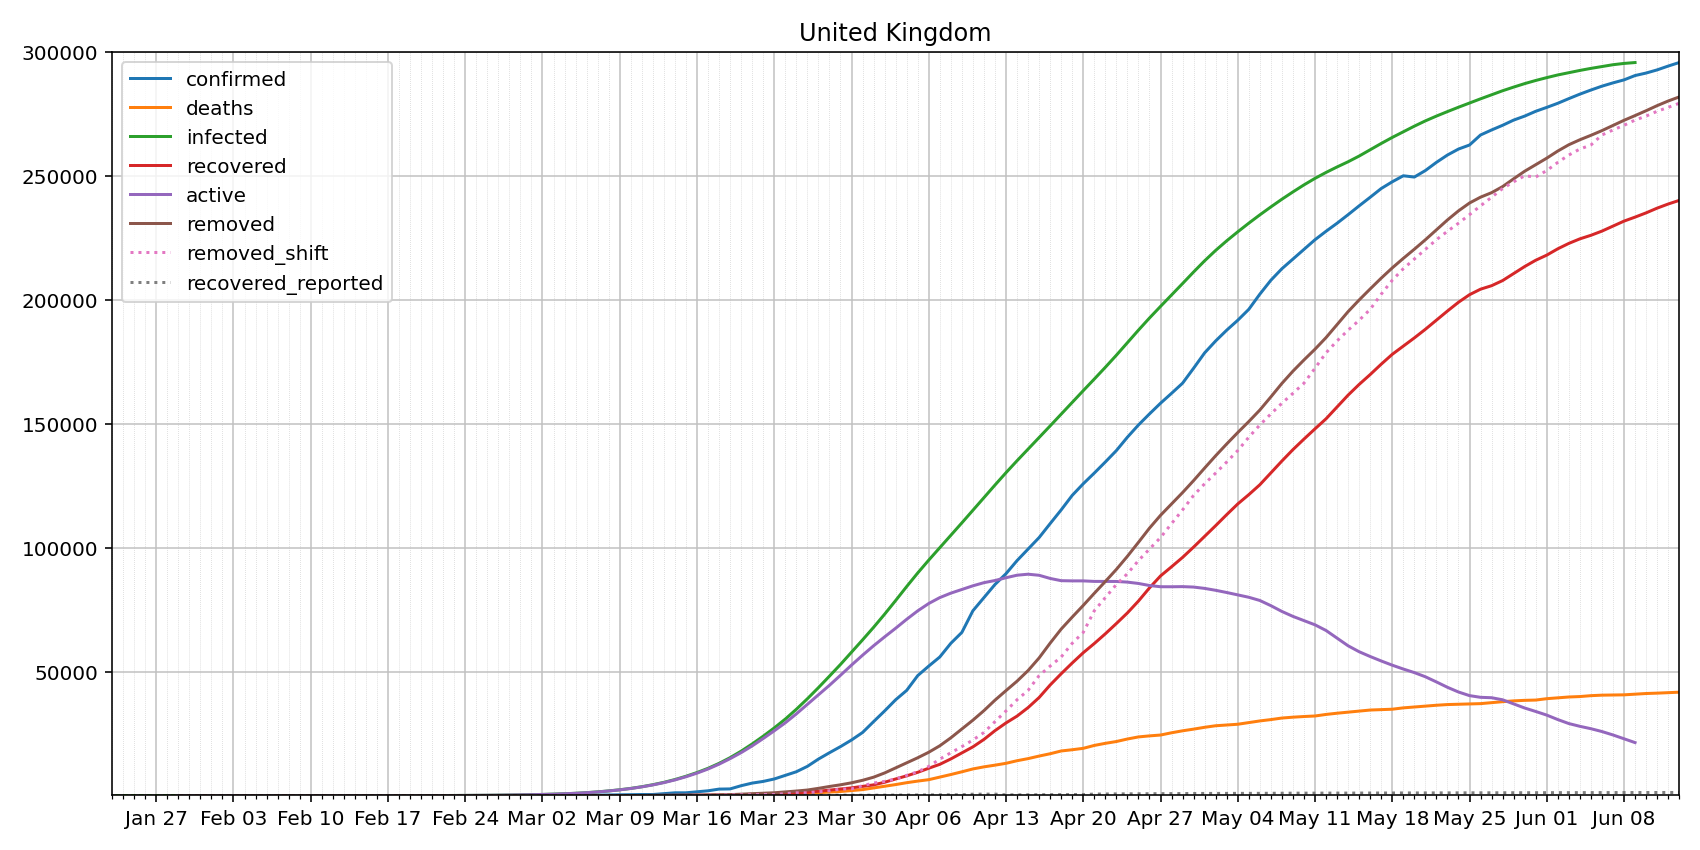 United Kingdom
300000
250000
200000
150000
100000
50000
confirmed
deaths
infected
recovered
active
removed
removed_shift
recovered_reported
Jan 27 Feb 03 Feb 10 Feb 17 Feb 24 Mar 02 Mar 09 Mar 16 Mar 23 Mar 30 Apr 06 Apr 13 Apr 20 Apr 27 May 04 May 11 May 18 May 25 Jun 01 Jun 08